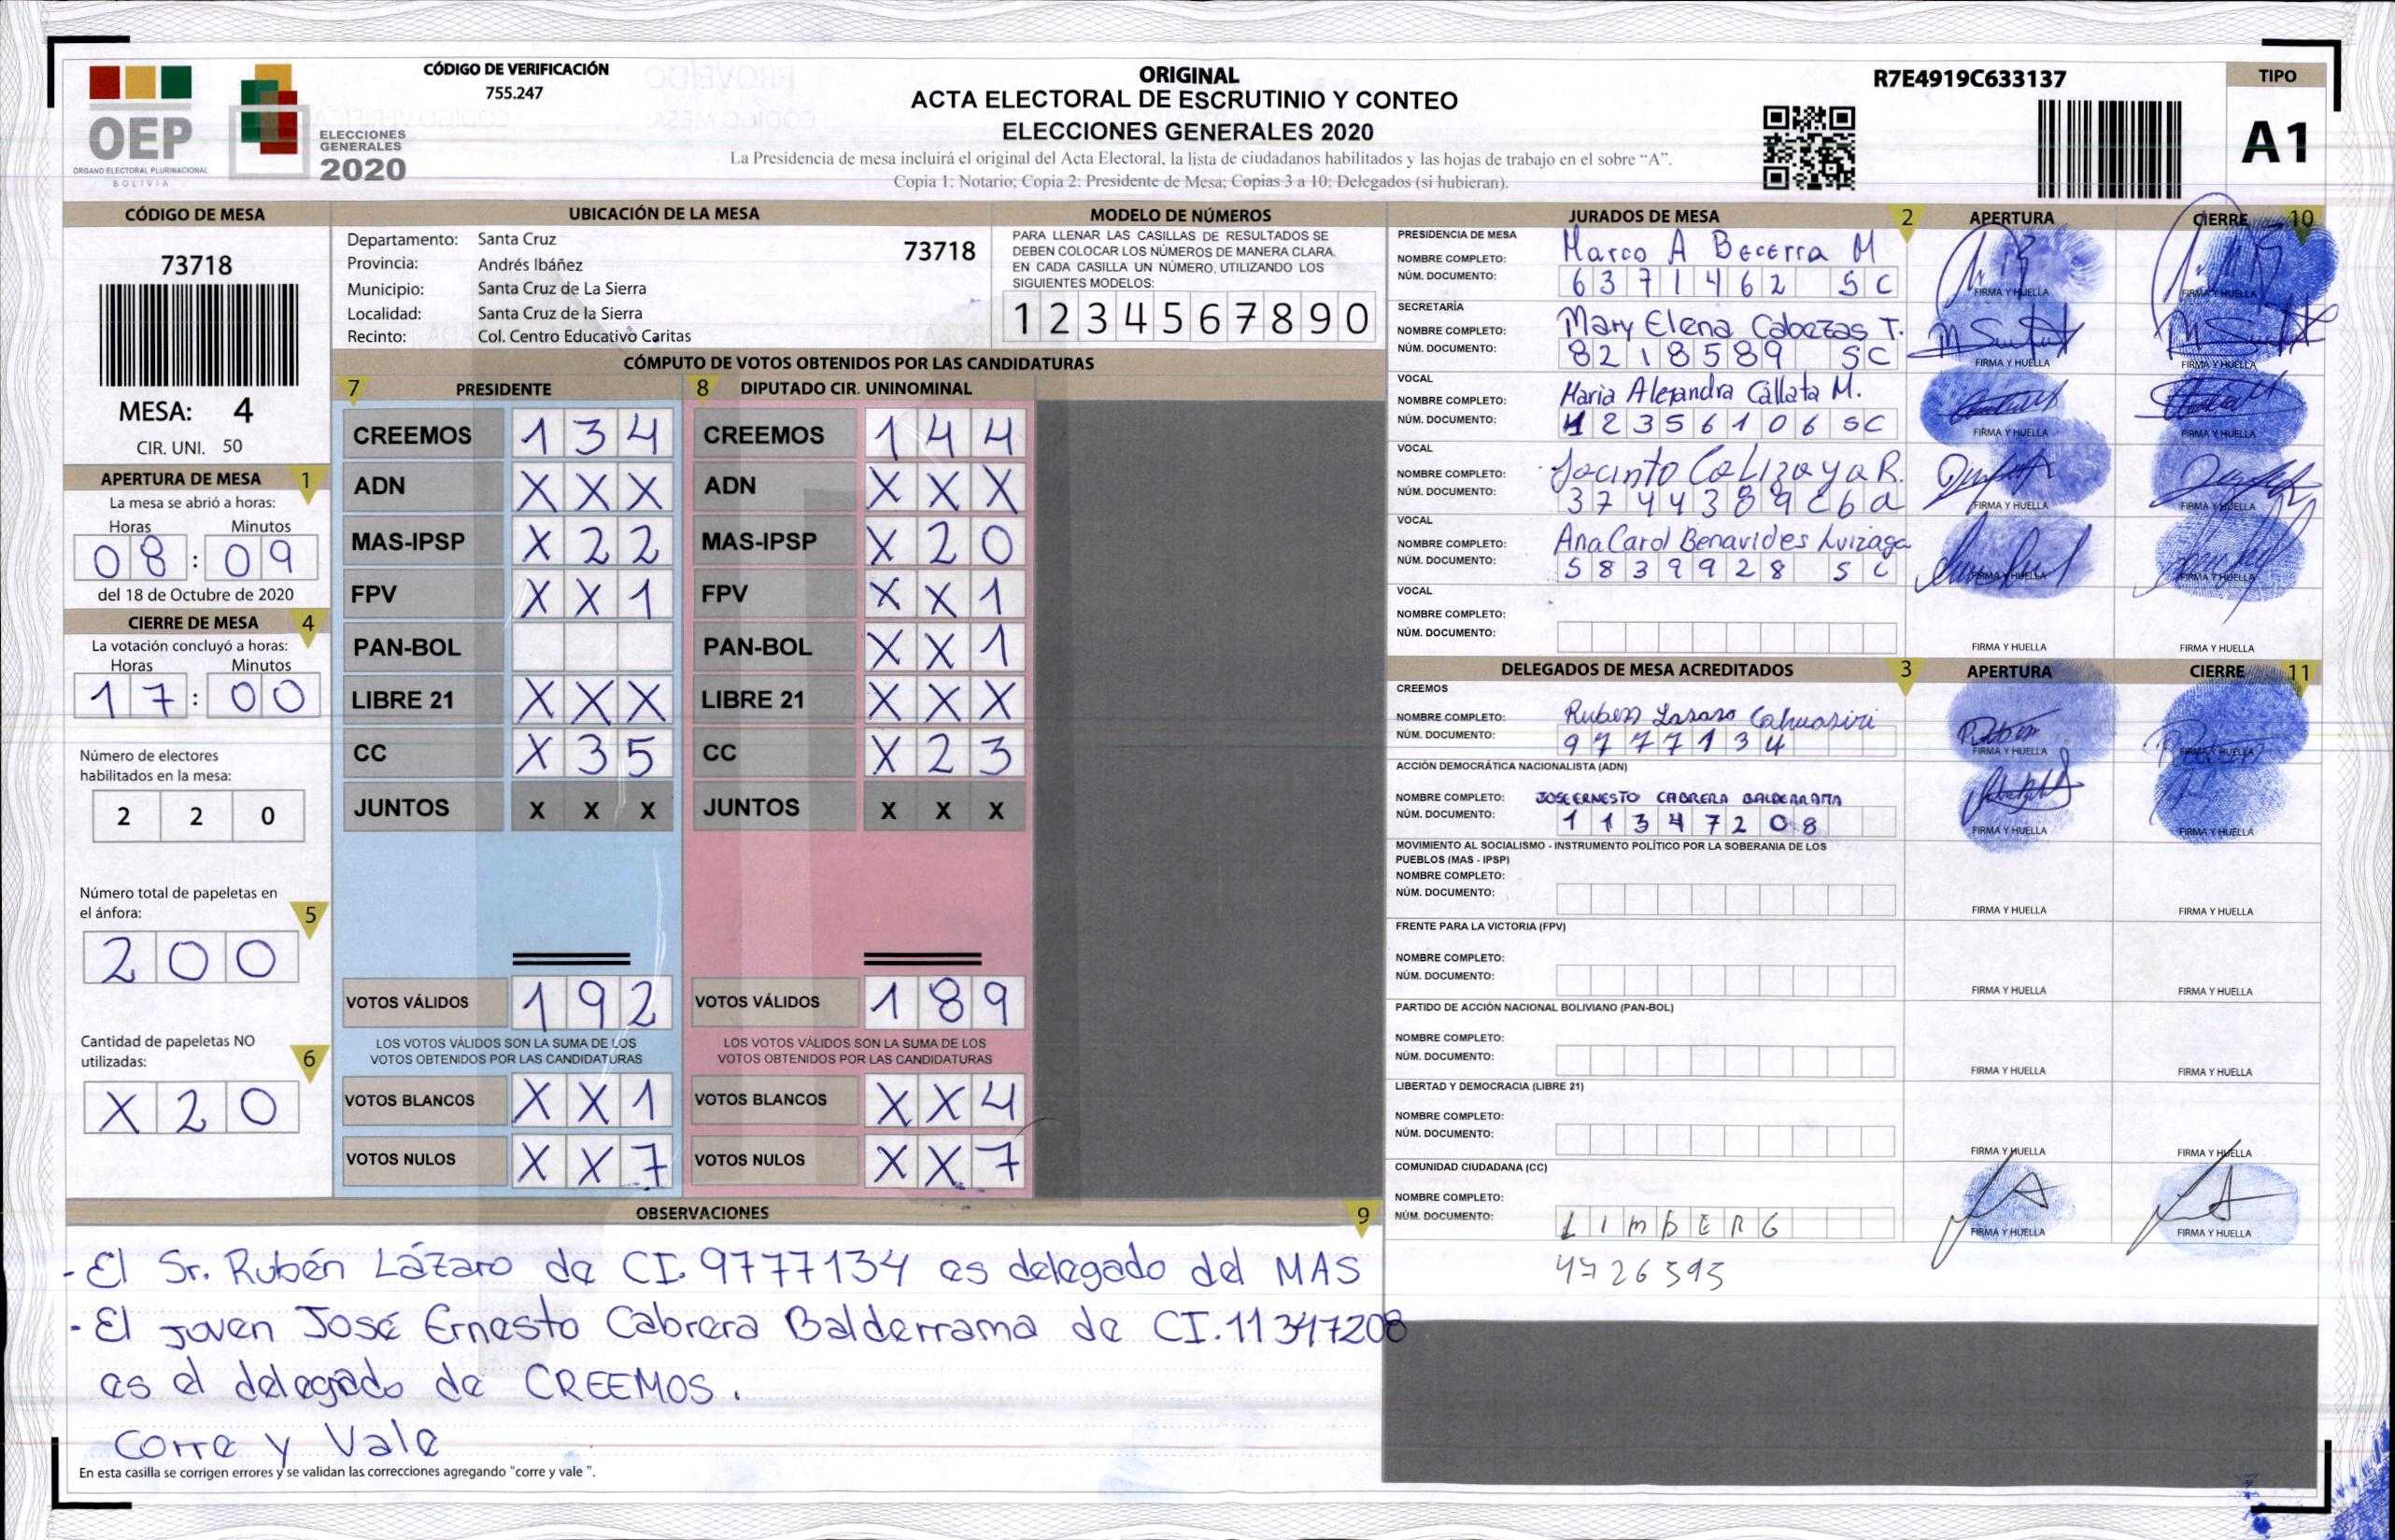 OEP
ORGANO ELECTORAL PLURINACIONAL
BOLIVIA
ELECCIONES
GENERALES
2020
CÓDIGO DE VERIFICACIÓN
755.247
ORIGINAL
ACTA ELECTORAL DE ESCRUTINIO Y CONTEO
ELECCIONES GENERALES 2020
La Presidencia de mesa incluirá el original del Acta Electoral, la lista de ciudadanos habilitados y las hojas de trabajo en el sobre “A”.
Copia 1: Notario; Copia 2: Presidente de Mesa; Copias 3 a 10: Delegados (si hubieran).
R7E4919C633137
TIPO
A1
CÓDIGO DE MESA
73718
MESA: 4
CIR. UNI. 50
APERTURA DE MESA 1
La mesa se abrió a horas:
Horas Minutos
08 : 09
del 18 de Octubre de 2020
CIERRE DE MESA 4
La votación concluyó a horas:
Horas Minutos
17 : 00
Número de electores
habilitados en la mesa:
2 2 0
Número total de papeletas en
el ánfora: 5
2 0 0
Cantidad de papeletas NO
utilizadas: 6
X 2 0
UBICACIÓN DE LA MESA
Departamento: Santa Cruz 73718
Provincia: Andrés Ibáñez
Municipio: Santa Cruz de La Sierra
Localidad: Santa Cruz de la Sierra
Recinto: Col. Centro Educativo Caritas
MODELO DE NÚMEROS
PARA LLENAR LAS CASILLAS DE RESULTADOS SE
DEBEN COLOCAR LOS NÚMEROS DE MANERA CLARA.
EN CADA CASILLA UN NÚMERO, UTILIZANDO LOS
SIGUIENTES MODELOS:
1 2 3 4 5 6 7 8 9 0
CÓMPUTO DE VOTOS OBTENIDOS POR LAS CANDIDATURAS
7 PRESIDENTE
CREEMOS 1 3 4
ADN X X X
MAS-IPSP X 2 2
FPV X X 1
PAN-BOL
LIBRE 21 X X X
CC X 3 5
JUNTOS X X X
VOTOS VÁLIDOS 1 9 2
LOS VOTOS VÁLIDOS SON LA SUMA DE LOS
VOTOS OBTENIDOS POR LAS CANDIDATURAS
VOTOS BLANCOS X X 1
VOTOS NULOS X X 7
8 DIPUTADO CIR. UNINOMINAL
CREEMOS 1 4 4
ADN X X X
MAS-IPSP X 2 0
FPV X X 1
PAN-BOL X X 1
LIBRE 21 X X X
CC X 2 3
JUNTOS X X X
VOTOS VÁLIDOS 1 8 9
LOS VOTOS VÁLIDOS SON LA SUMA DE LOS
VOTOS OBTENIDOS POR LAS CANDIDATURAS
VOTOS BLANCOS X X 4
VOTOS NULOS X X 7
OBSERVACIONES 9
- El Sr. Rubén Lázaro de CI. 9777134 es delegado del MAS
- El joven José Ernesto Cabrera Balderrama de CI. 11347208
es el delegado de CREEMOS.
Corre y Vale
En esta casilla se corrigen errores y se validan las correcciones agregando "corre y vale ".
JURADOS DE MESA 2 APERTURA CIERRE 10
PRESIDENCIA DE MESA
NOMBRE COMPLETO: Marco A Becerra M
NÚM. DOCUMENTO: 6371462 SC
FIRMA Y HUELLA FIRMA Y HUELLA
SECRETARÍA
NOMBRE COMPLETO: Mary Elena Cabezas T.
NÚM. DOCUMENTO: 8218589 SC
FIRMA Y HUELLA FIRMA Y HUELLA
VOCAL
NOMBRE COMPLETO: Maria Alejandra Callata M.
NÚM. DOCUMENTO: 12356106 SC
FIRMA Y HUELLA FIRMA Y HUELLA
VOCAL
NOMBRE COMPLETO: Jacinto Calizaya R.
NÚM. DOCUMENTO: 3744389 Cba
FIRMA Y HUELLA FIRMA Y HUELLA
VOCAL
NOMBRE COMPLETO: Ana Carol Benavides Luizaga
NÚM. DOCUMENTO: 5839928 SC
FIRMA Y HUELLA FIRMA Y HUELLA
VOCAL
NOMBRE COMPLETO:
NÚM. DOCUMENTO:
FIRMA Y HUELLA FIRMA Y HUELLA
DELEGADOS DE MESA ACREDITADOS 3 APERTURA CIERRE 11
CREEMOS
NOMBRE COMPLETO: Ruben Lazaro Cahuasiri
NÚM. DOCUMENTO: 9777134
FIRMA Y HUELLA FIRMA Y HUELLA
ACCIÓN DEMOCRÁTICA NACIONALISTA (ADN)
NOMBRE COMPLETO: JOSE ERNESTO CABRERA BALDERRAMA
NÚM. DOCUMENTO: 11347208
FIRMA Y HUELLA FIRMA Y HUELLA
MOVIMIENTO AL SOCIALISMO - INSTRUMENTO POLÍTICO POR LA SOBERANIA DE LOS
PUEBLOS (MAS - IPSP)
NOMBRE COMPLETO:
NÚM. DOCUMENTO:
FIRMA Y HUELLA FIRMA Y HUELLA
FRENTE PARA LA VICTORIA (FPV)
NOMBRE COMPLETO:
NÚM. DOCUMENTO:
FIRMA Y HUELLA FIRMA Y HUELLA
PARTIDO DE ACCIÓN NACIONAL BOLIVIANO (PAN-BOL)
NOMBRE COMPLETO:
NÚM. DOCUMENTO:
FIRMA Y HUELLA FIRMA Y HUELLA
LIBERTAD Y DEMOCRACIA (LIBRE 21)
NOMBRE COMPLETO:
NÚM. DOCUMENTO:
FIRMA Y HUELLA FIRMA Y HUELLA
COMUNIDAD CIUDADANA (CC)
NOMBRE COMPLETO:
NÚM. DOCUMENTO: LimbERG
FIRMA Y HUELLA FIRMA Y HUELLA
4726595